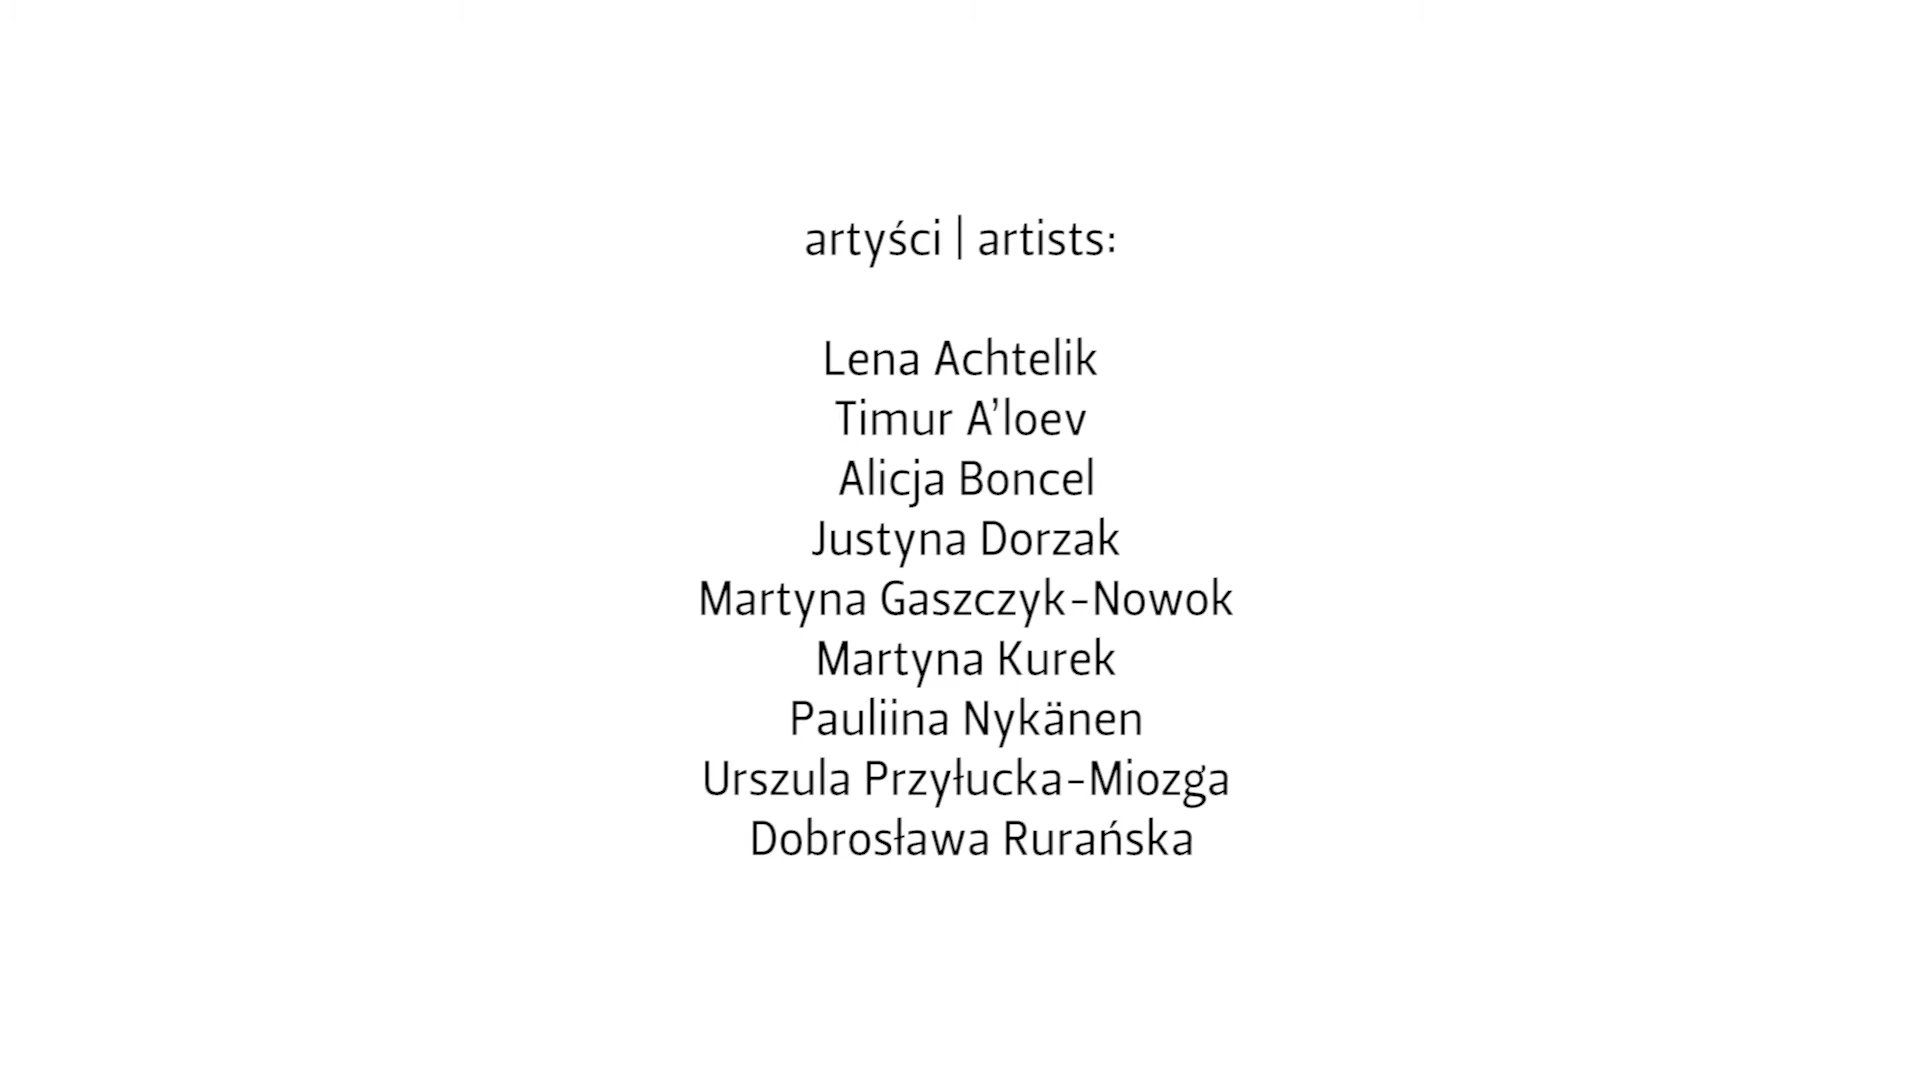 artyści | artists:
Lena Achtelik
Timur A’loev
Alicja Boncel
Justyna Dorzak
Martyna Gaszczyk-Nowok
Martyna Kurek
Pauliina Nykänen
Urszula Przyłucka-Miozga
Dobrosława Rurańska